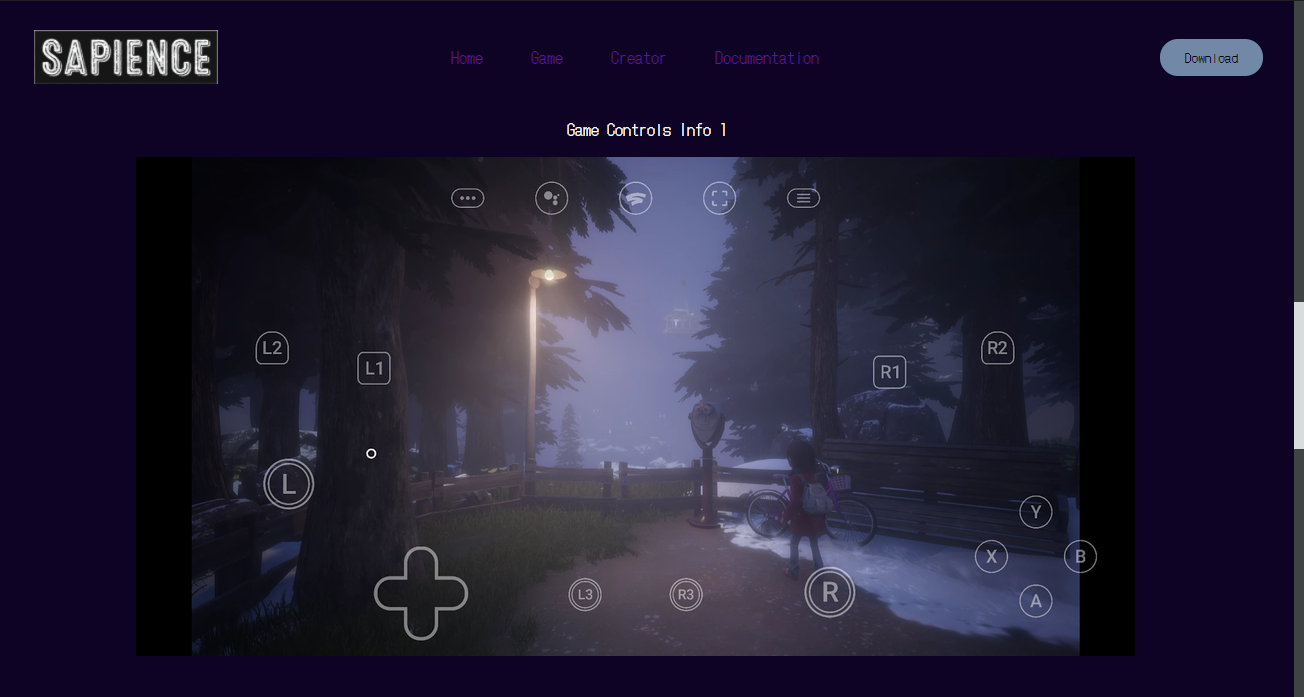 SAPIENCE
Home Game Creator Documentation
Download
Game Controls Info 1
L2
L1
R1
R2
L
Y
X
B
L3
R3
R
A